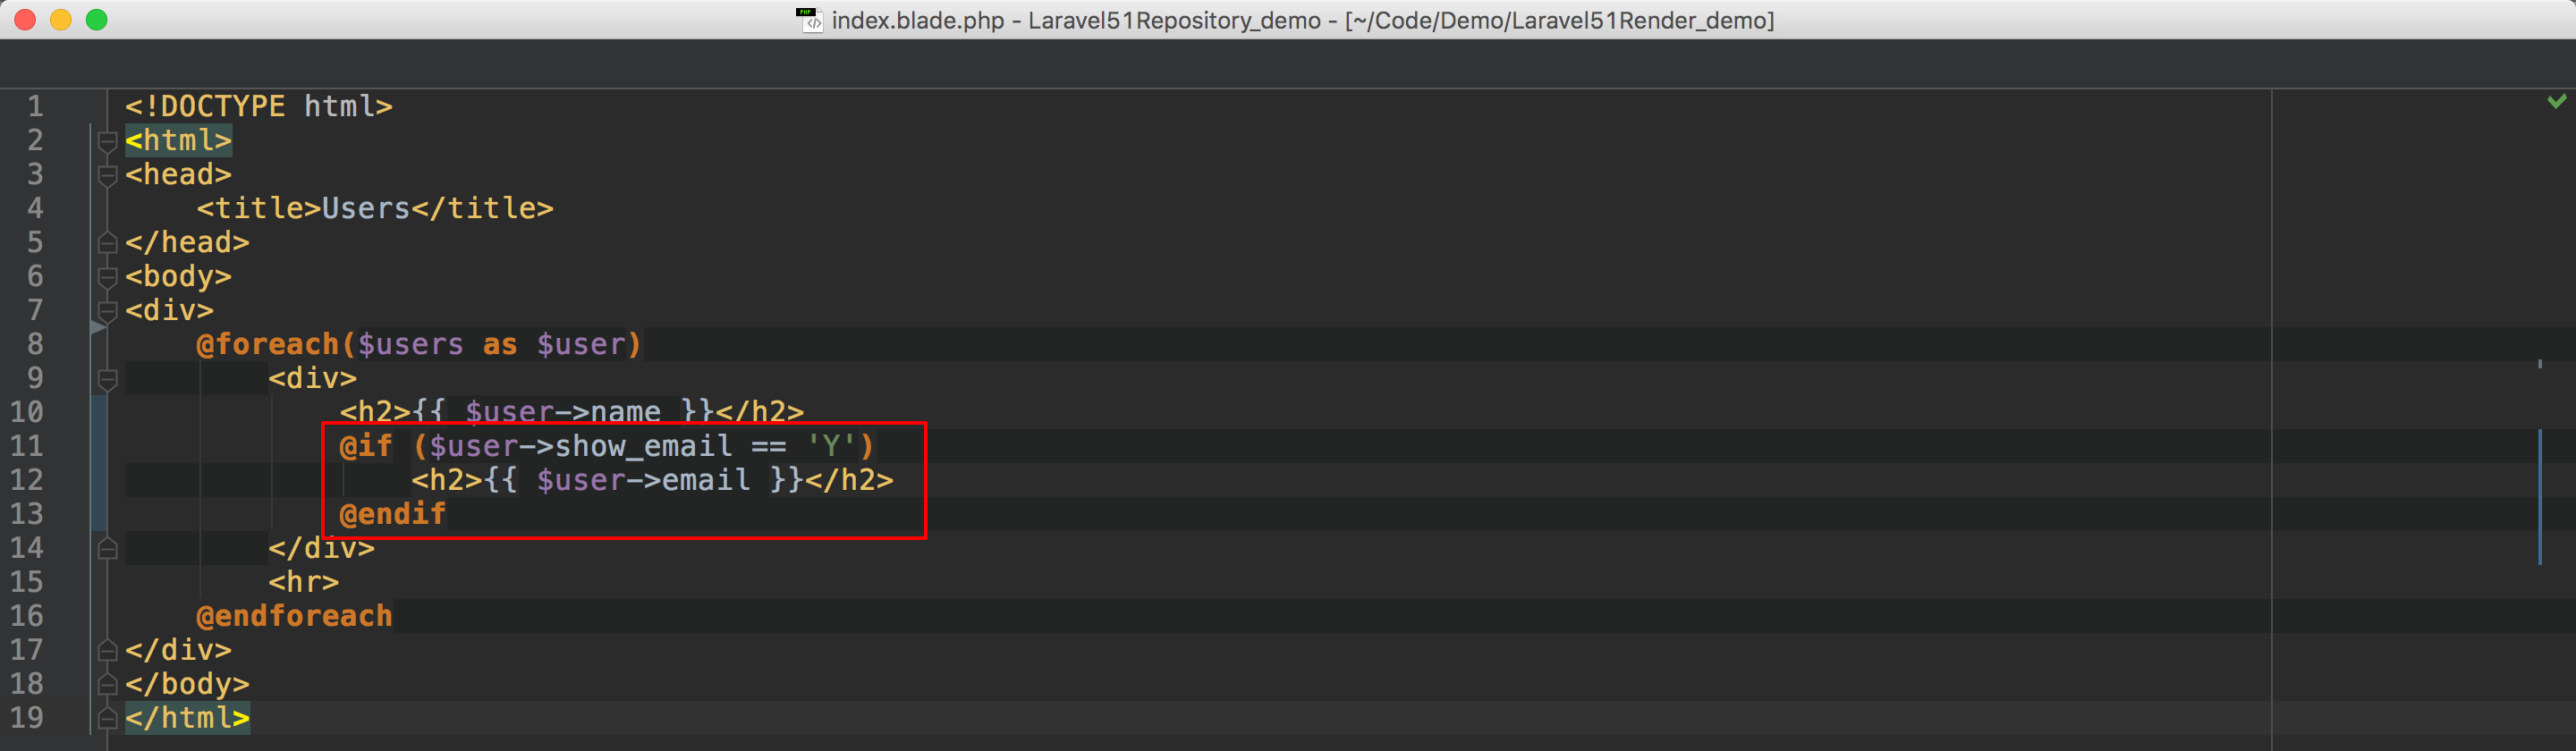 index.blade.php - Laravel51Repository_demo - [~/Code/Demo/Laravel51Render_demo]
1 <!DOCTYPE html>
2 <html>
3 <head>
4     <title>Users</title>
5 </head>
6 <body>
7 <div>
8     @foreach($users as $user)
9         <div>
10             <h2>{{ $user->name }}</h2>
11             @if ($user->show_email == 'Y')
12                 <h2>{{ $user->email }}</h2>
13             @endif
14         </div>
15         <hr>
16     @endforeach
17 </div>
18 </body>
19 </html>